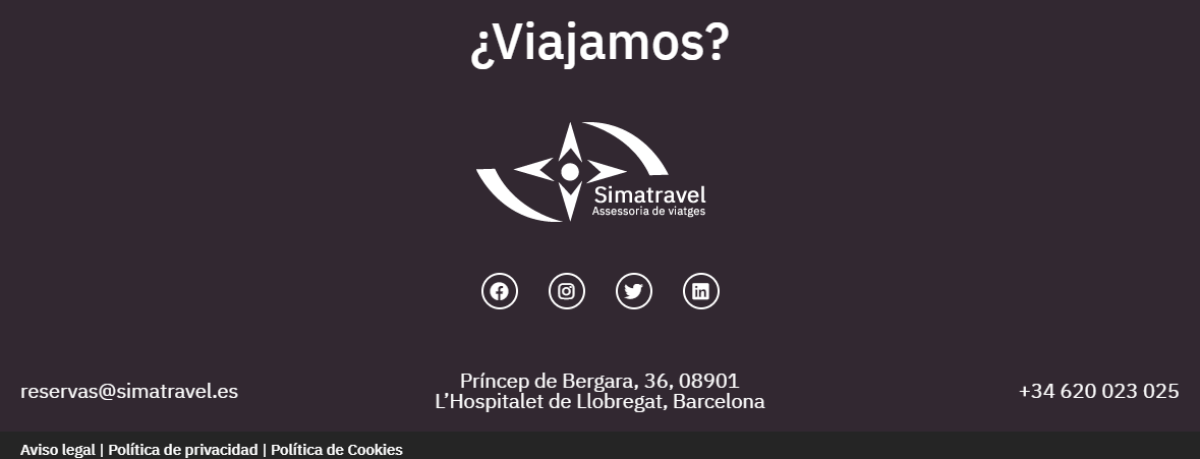 ¿Viajamos?
Simatravel
Assessoria de viatges
reservas@simatravel.es
Príncep de Bergara, 36, 08901
L’Hospitalet de Llobregat, Barcelona
+34 620 023 025
Aviso legal | Política de privacidad | Política de Cookies